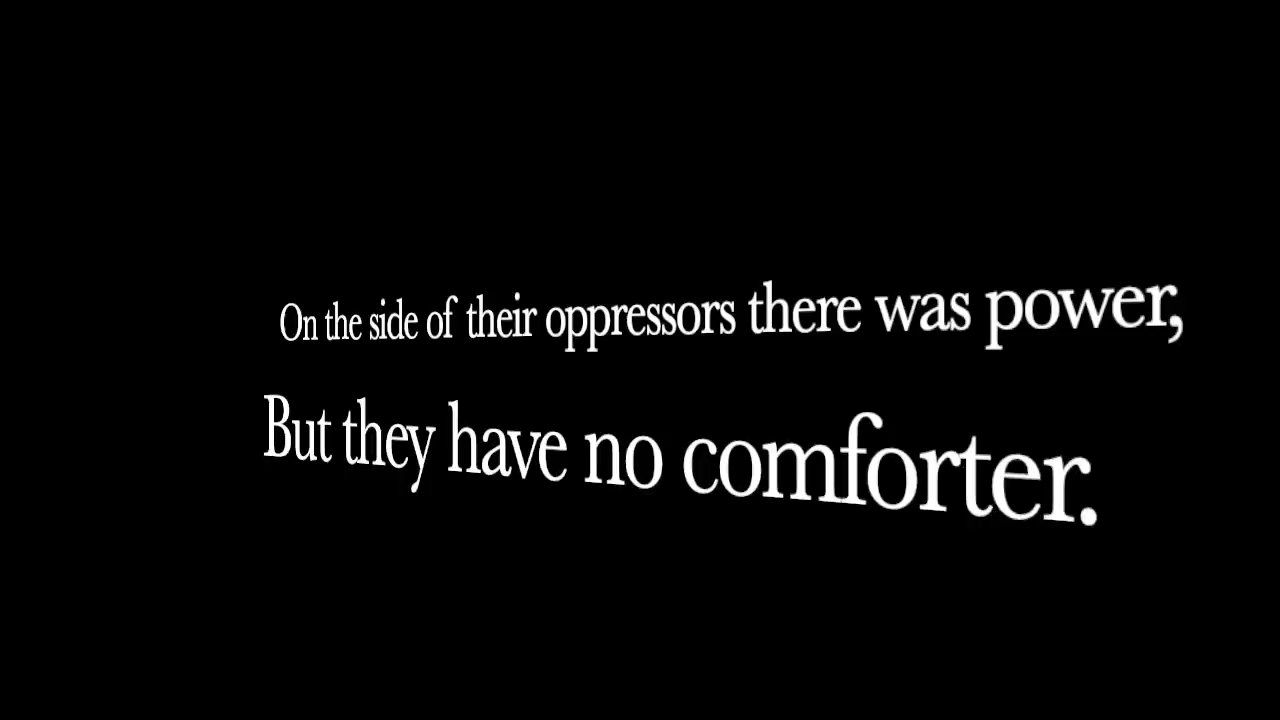 On the side of their oppressors there was power,
But they have no comforter.